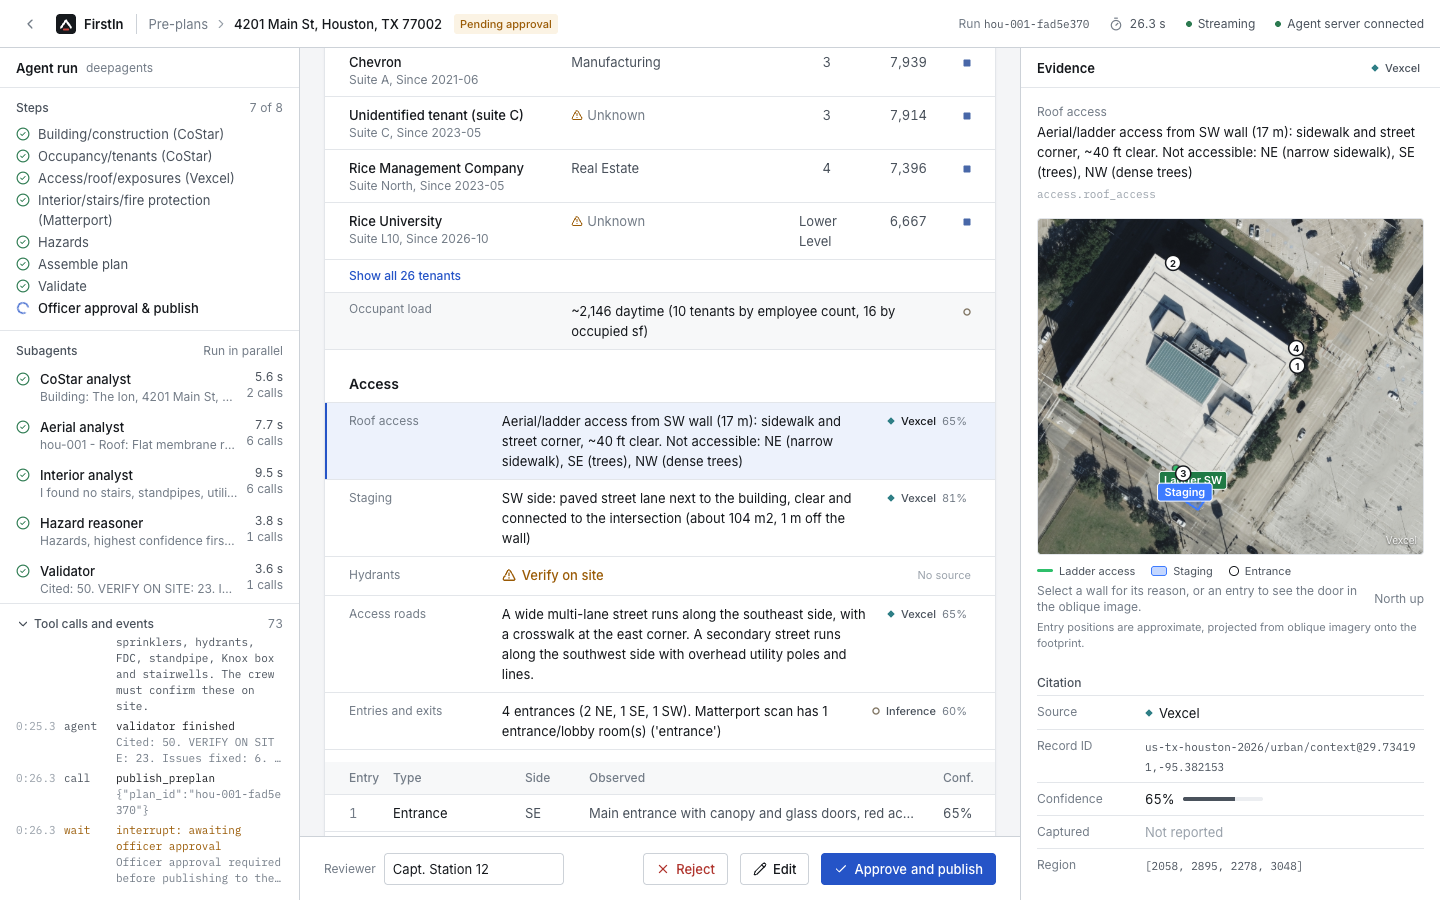 FirstIn
Pre-plans
4201 Main St, Houston, TX 77002
Pending approval
Run hou-001-fad5e370
26.3 s
Streaming
Agent server connected
Agent run deepagents
Steps 7 of 8
Building/construction (CoStar)
Occupancy/tenants (CoStar)
Access/roof/exposures (Vexcel)
Interior/stairs/fire protection
(Matterport)
Hazards
Assemble plan
Validate
Officer approval & publish
Subagents Run in parallel
CoStar analyst 5.6 s
Building: The Ion, 4201 Main St, ... 2 calls
Aerial analyst 7.7 s
hou-001 - Roof: Flat membrane r... 6 calls
Interior analyst 9.5 s
I found no stairs, standpipes, utili... 6 calls
Hazard reasoner 3.8 s
Hazards, highest confidence firs... 1 calls
Validator 3.6 s
Cited: 50. VERIFY ON SITE: 23. I... 1 calls
Tool calls and events 73
sprinklers, hydrants,
FDC, standpipe, Knox box
and stairwells. The crew
must confirm these on
site.
0:25.3 agent validator finished
Cited: 50. VERIFY ON SIT
E: 23. Issues fixed: 6. …
0:26.3 call publish_preplan
{"plan_id":"hou-001-fad5e
370"}
0:26.3 wait interrupt: awaiting
officer approval
Officer approval required
before publishing to the…
Chevron Manufacturing 3 7,939
Suite A, Since 2021-06
Unidentified tenant (suite C) Unknown 3 7,914
Suite C, Since 2023-05
Rice Management Company Real Estate 4 7,396
Suite North, Since 2023-05
Rice University Unknown Lower 6,667
Suite L10, Since 2026-10 Level
Show all 26 tenants
Occupant load ~2,146 daytime (10 tenants by employee count, 16 by
occupied sf)
Access
Roof access Aerial/ladder access from SW wall (17 m): sidewalk and Vexcel 65%
street corner, ~40 ft clear. Not accessible: NE (narrow
sidewalk), SE (trees), NW (dense trees)
Staging SW side: paved street lane next to the building, clear and Vexcel 81%
connected to the intersection (about 104 m2, 1 m off the
wall)
Hydrants Verify on site No source
Access roads A wide multi-lane street runs along the southeast side, with Vexcel 65%
a crosswalk at the east corner. A secondary street runs
along the southwest side with overhead utility poles and
lines.
Entries and exits 4 entrances (2 NE, 1 SE, 1 SW). Matterport scan has 1 Inference 60%
entrance/lobby room(s) ('entrance')
Entry Type Side Observed Conf.
1 Entrance SE Main entrance with canopy and glass doors, red ac... 65%
Reviewer Capt. Station 12 Reject Edit Approve and publish
Evidence Vexcel
Roof access
Aerial/ladder access from SW wall (17 m): sidewalk and street
corner, ~40 ft clear. Not accessible: NE (narrow sidewalk), SE
(trees), NW (dense trees)
access.roof_access
2
4
1
3
Ladder SW
Staging
Vexcel
Ladder access Staging Entrance
Select a wall for its reason, or an entry to see the door in
the oblique image.
North up
Entry positions are approximate, projected from oblique imagery onto the
footprint.
Citation
Source Vexcel
Record ID us-tx-houston-2026/urban/context@29.73419
1,-95.382153
Confidence 65%
Captured Not reported
Region [2058, 2895, 2278, 3048]